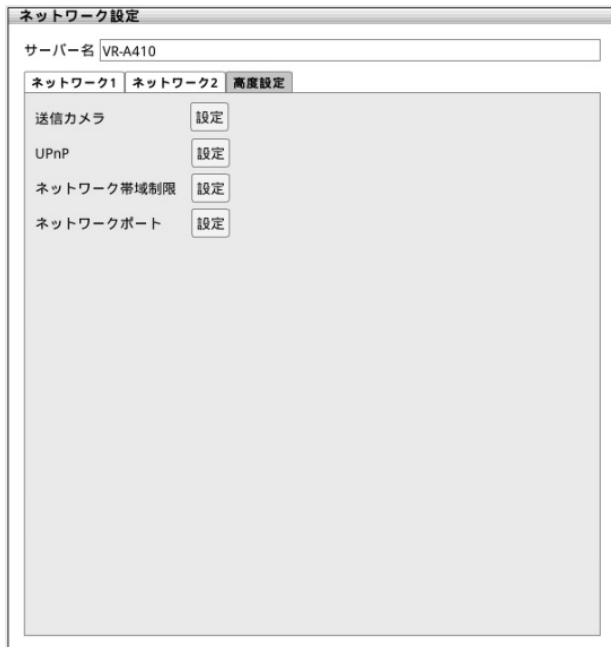 ネットワーク設定
サーバー名 VR-A410
ネットワーク1 ネットワーク2 高度設定
送信カメラ 設定
UPnP 設定
ネットワーク帯域制限 設定
ネットワークポート 設定